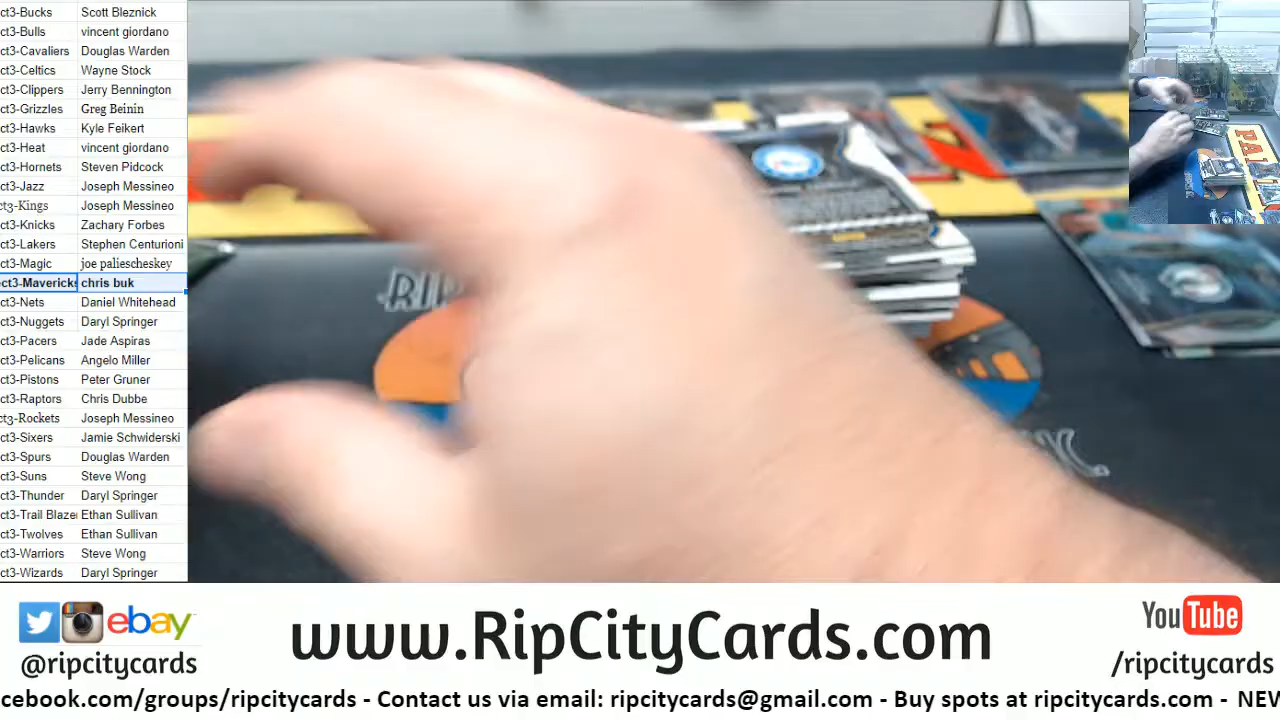 ct3-Bucks Scott Bleznick
ct3-Bulls vincent giordano
ct3-Cavaliers Douglas Warden
ct3-Celtics Wayne Stock
ct3-Clippers Jerry Bennington
ct3-Grizzles Greg Beinin
ct3-Hawks Kyle Feikert
ct3-Heat vincent giordano
ct3-Hornets Steven Pidcock
ct3-Jazz Joseph Messineo
ct3-Kings Joseph Messineo
ct3-Knicks Zachary Forbes
ct3-Lakers Stephen Centurioni
ct3-Magic joe paliescheskey
ect3-Mavericks chris buk
ct3-Nets Daniel Whitehead
ct3-Nuggets Daryl Springer
ct3-Pacers Jade Aspiras
ct3-Pelicans Angelo Miller
ct3-Pistons Peter Gruner
ct3-Raptors Chris Dubbe
ct3-Rockets Joseph Messineo
ct3-Sixers Jamie Schwiderski
ct3-Spurs Douglas Warden
ct3-Suns Steve Wong
ct3-Thunder Daryl Springer
ct3-Trail Blazer Ethan Sullivan
ct3-Twolves Ethan Sullivan
ct3-Warriors Steve Wong
ct3-Wizards Daryl Springer
RIP
ebay
@ripcitycards
www.RipCityCards.com
YouTube
/ripcitycards
cebook.com/groups/ripcitycards - Contact us via email: ripcitycards@gmail.com - Buy spots at ripcitycards.com - NEW